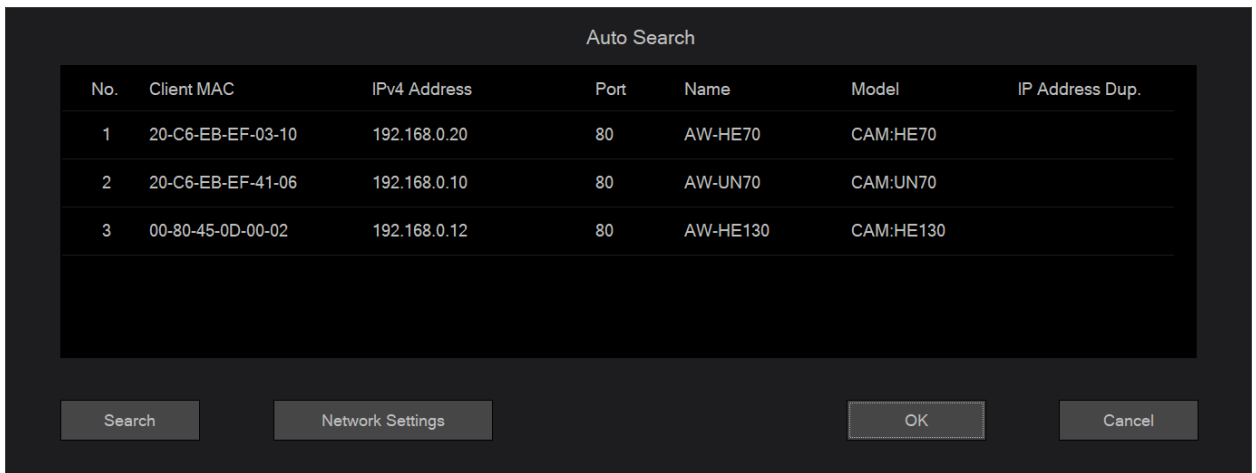 Auto Search
No. Client MAC IPv4 Address Port Name Model IP Address Dup.
1 20-C6-EB-EF-03-10 192.168.0.20 80 AW-HE70 CAM:HE70
2 20-C6-EB-EF-41-06 192.168.0.10 80 AW-UN70 CAM:UN70
3 00-80-45-0D-00-02 192.168.0.12 80 AW-HE130 CAM:HE130
Search Network Settings OK Cancel